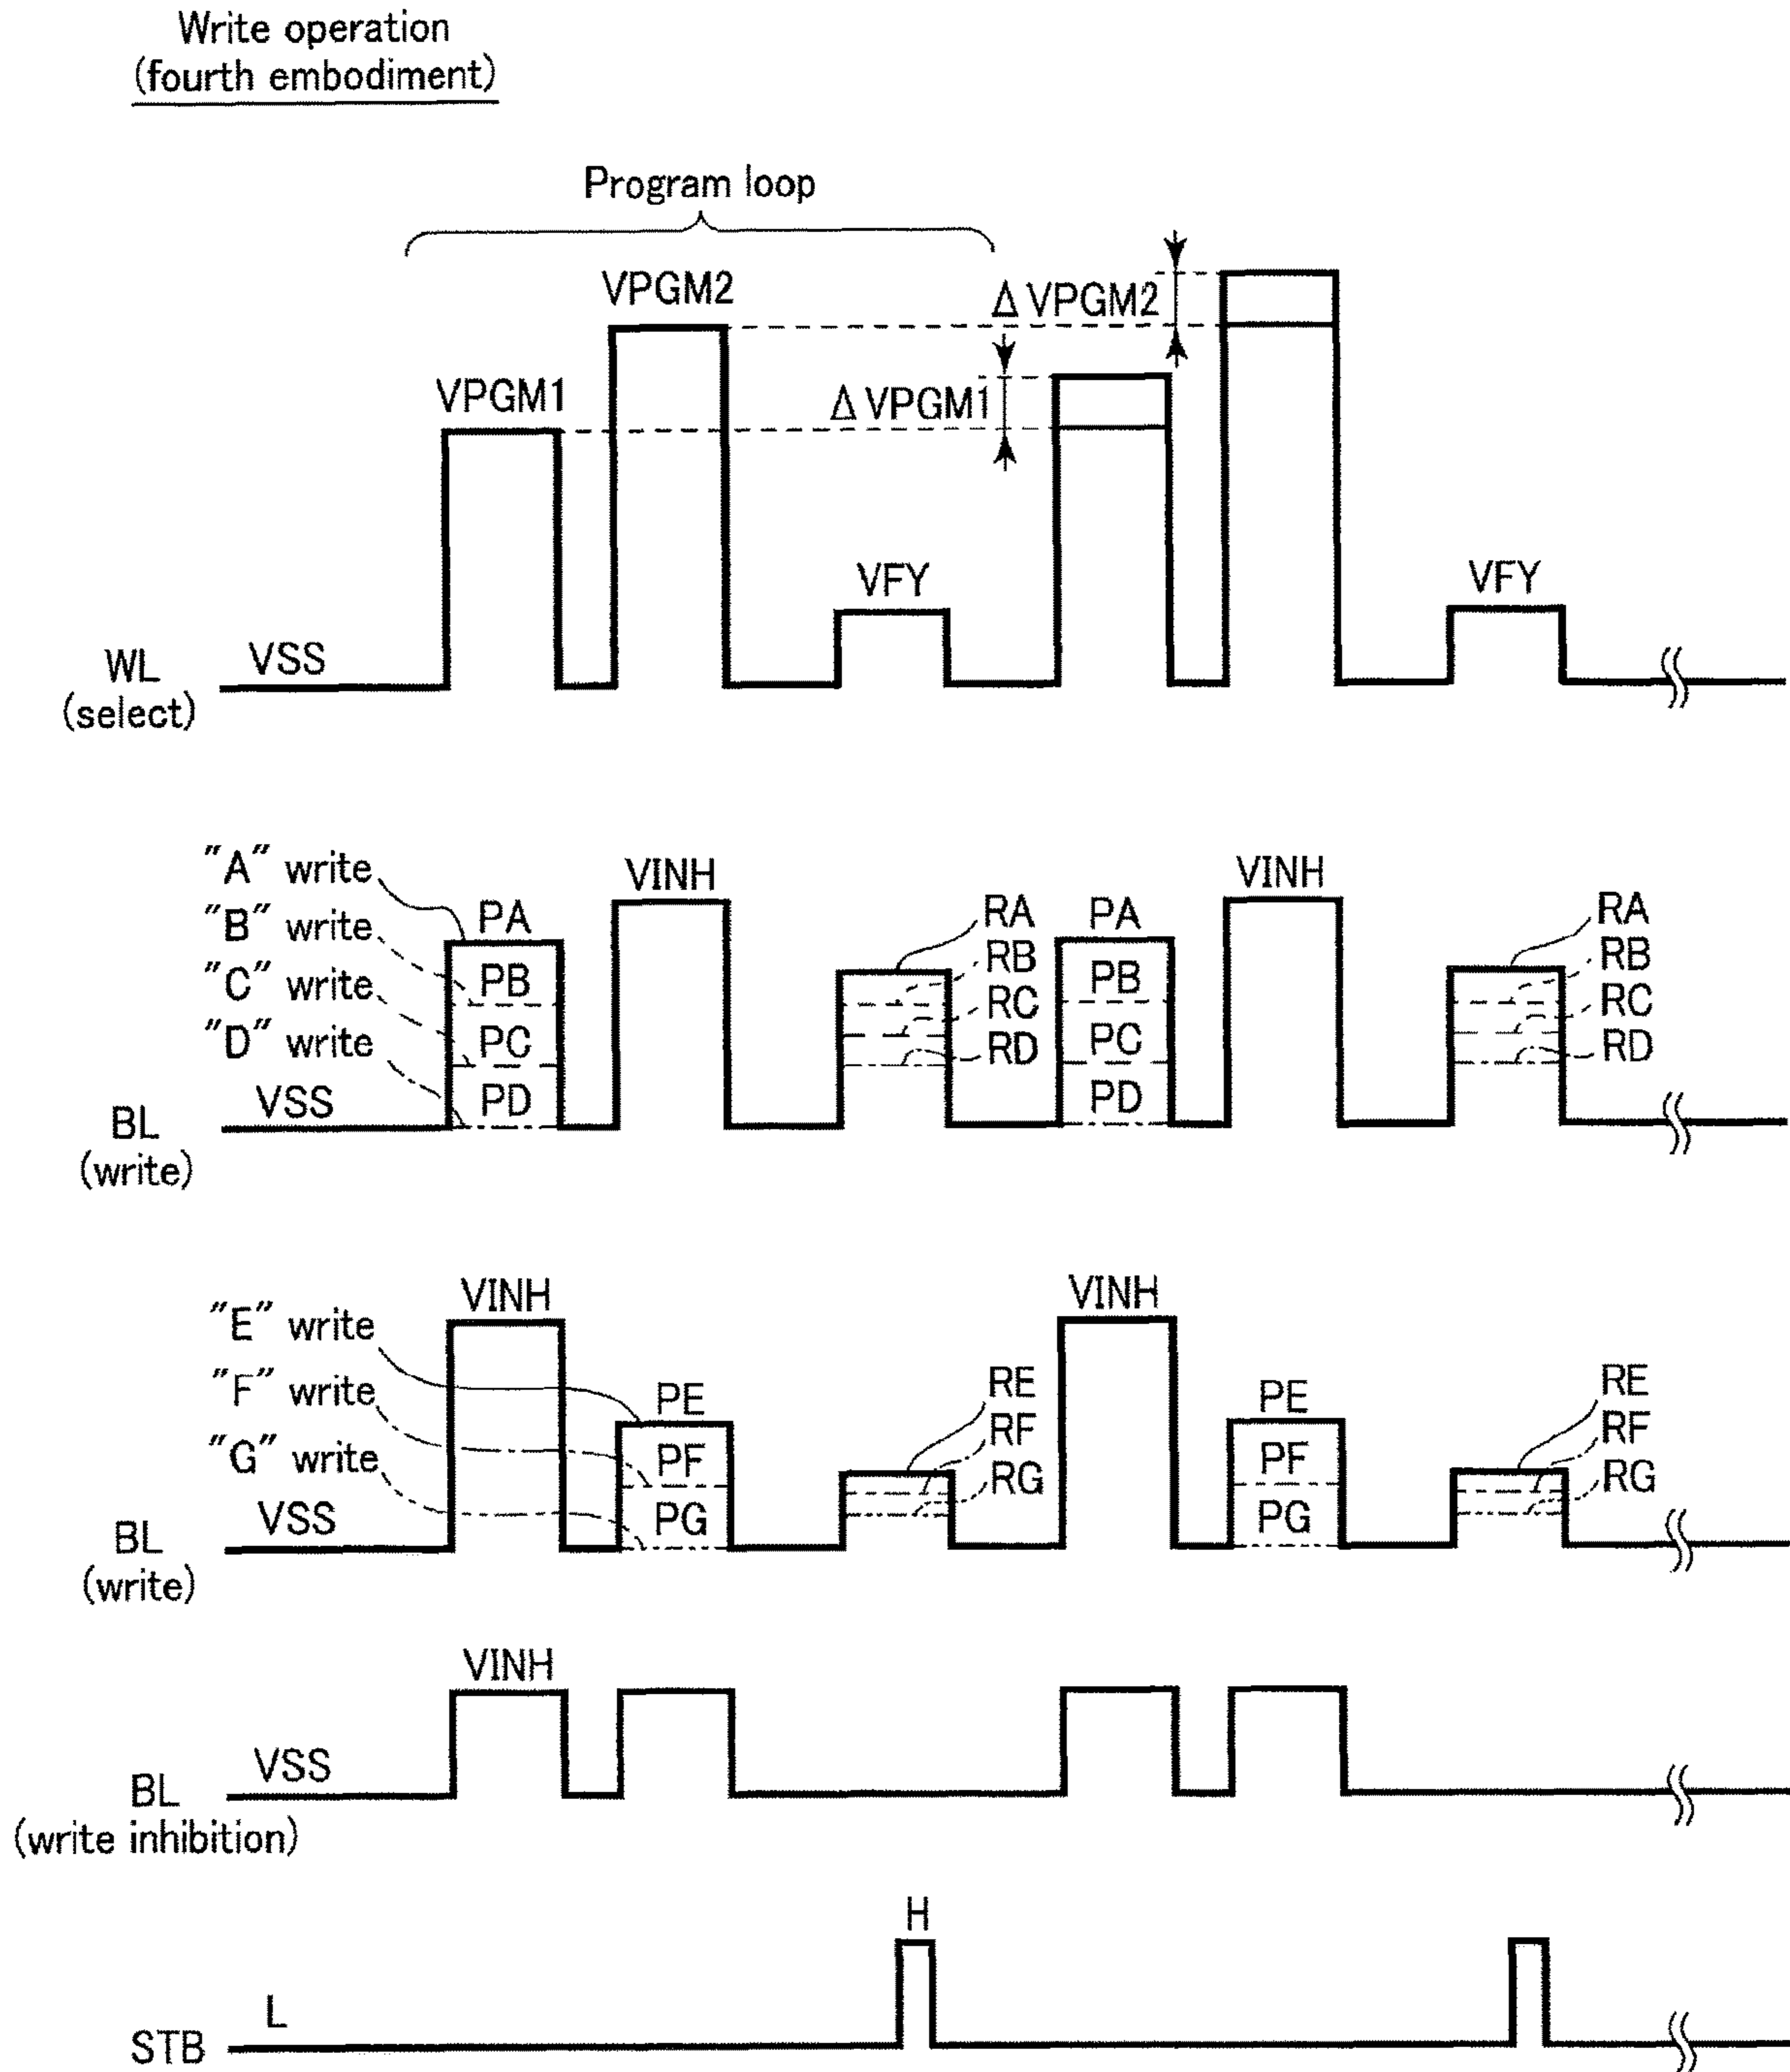 Write operation
(fourth embodiment)
Program loop
VPGM2
Δ VPGM2
VPGM1
Δ VPGM1
VFY
VFY
VSS
WL
(select)
"A" write
VINH
VINH
PA
RA
PA
RA
"B" write
PB
RB
PB
RB
"C" write
PC
RC
PC
RC
"D" write
PD
RD
PD
RD
VSS
BL
(write)
VINH
VINH
"E" write
PE
RE
PE
RE
"F" write
PF
RF
PF
RF
"G" write
PG
RG
PG
RG
VSS
BL
(write)
VINH
VSS
BL
(write inhibition)
H
L
STB